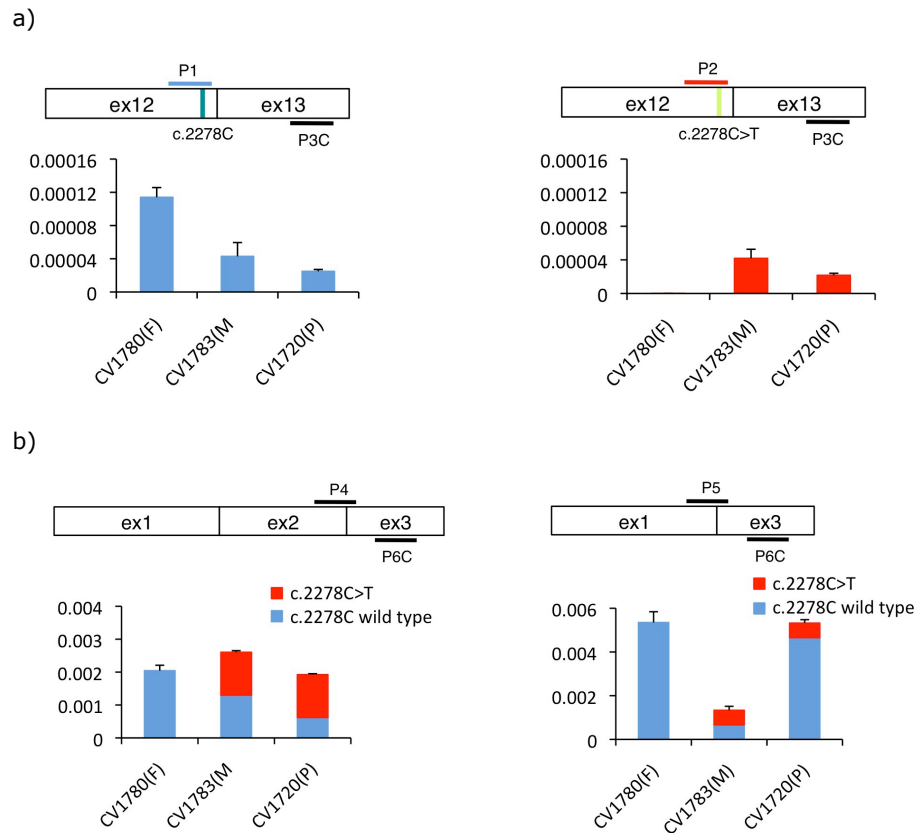 a)
P1
ex12 ex13
c.2278C P3C
0.00016
0.00012
0.00008
0.00004
0
CV1780(F) CV1783(M CV1720(P)
P2
ex12 ex13
c.2278C>T P3C
0.00016
0.00012
0.00008
0.00004
0
CV1780(F) CV1783(M) CV1720(P)
b)
P4
ex1 ex2 ex3
P6C
c.2278C>T
c.2278C wild type
0.004
0.003
0.002
0.001
0
CV1780(F) CV1783(M CV1720(P)
P5
ex1 ex3
P6C
c.2278C>T
c.2278C wild type
0.006
0.004
0.002
0
CV1780(F) CV1783(M) CV1720(P)